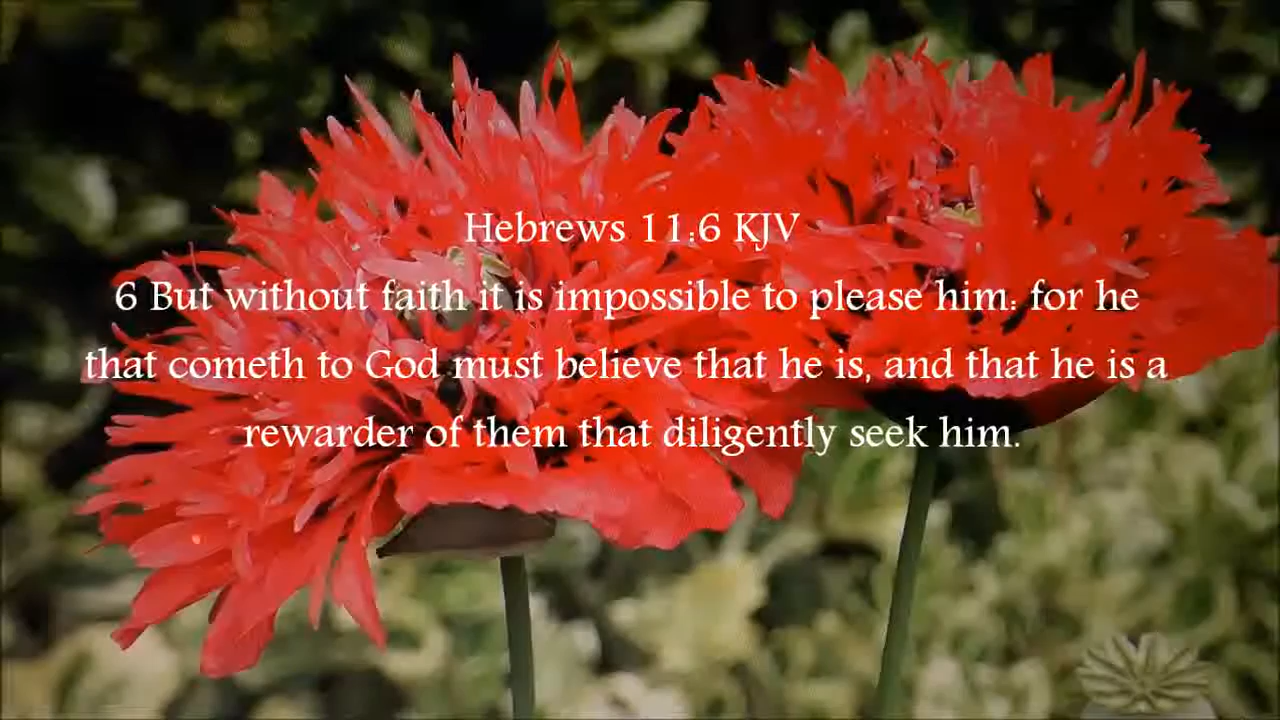 Hebrews 11:6 KJV
6 But without faith it is impossible to please him: for he
that cometh to God must believe that he is, and that he is a
rewarder of them that diligently seek him.